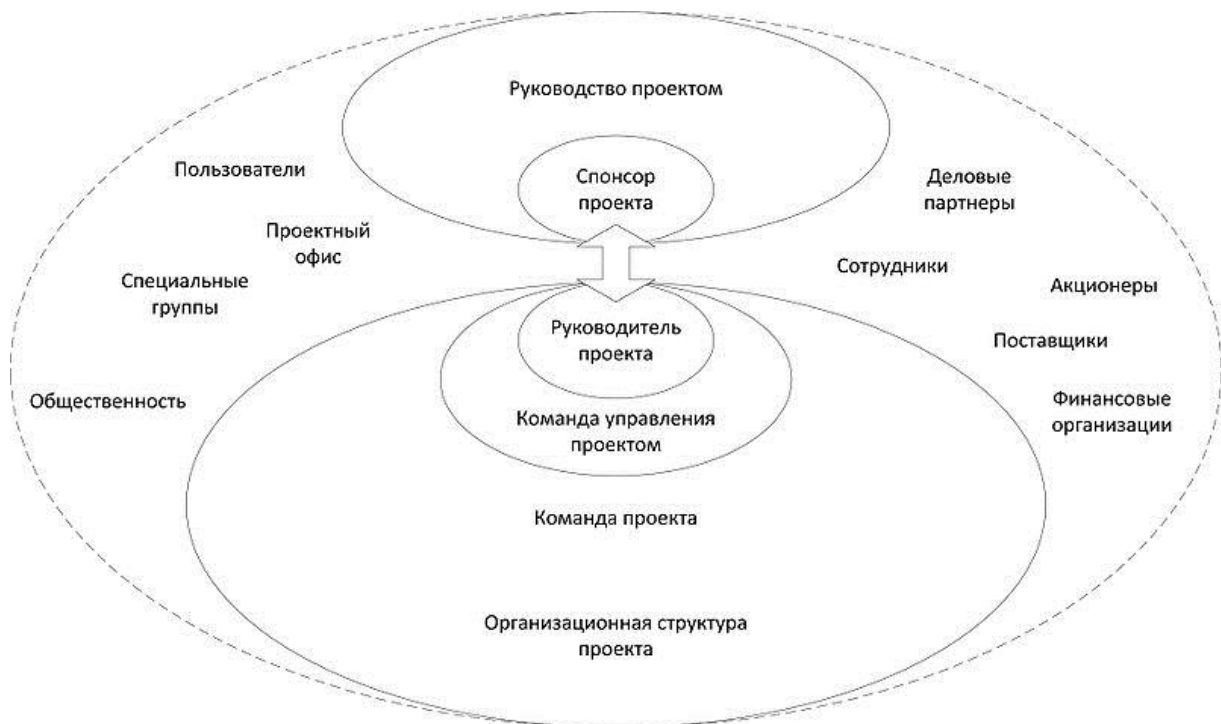 Руководство проектом
Спонсор
проекта
Пользователи
Проектный
офис
Специальные
группы
Общественность
Деловые
партнеры
Сотрудники
Акционеры
Поставщики
Финансовые
организации
Руководитель
проекта
Команда управления
проектом
Команда проекта
Организационная структура
проекта